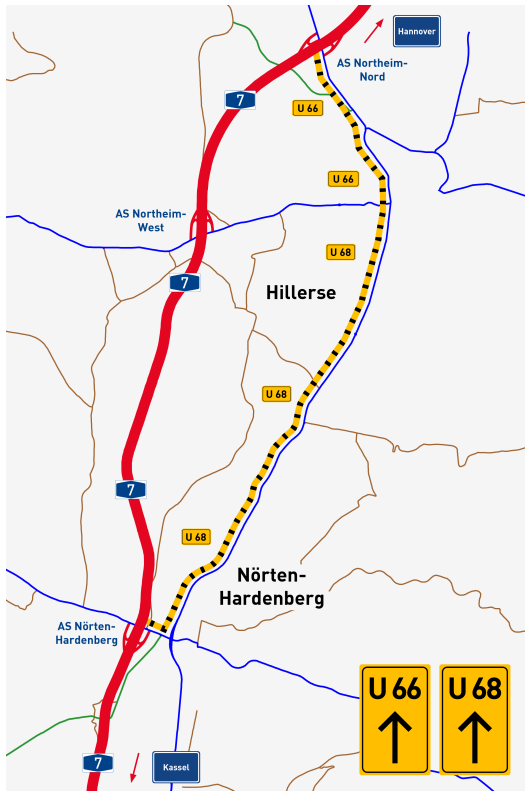 Hannover
AS Northeim-
Nord
7
U 66
U 66
AS Northeim-
West
U 68
7
Hillerse
U 68
7
U 68
Nörten-
Hardenberg
AS Nörten-
Hardenberg
U 66
U 68
7
Kassel